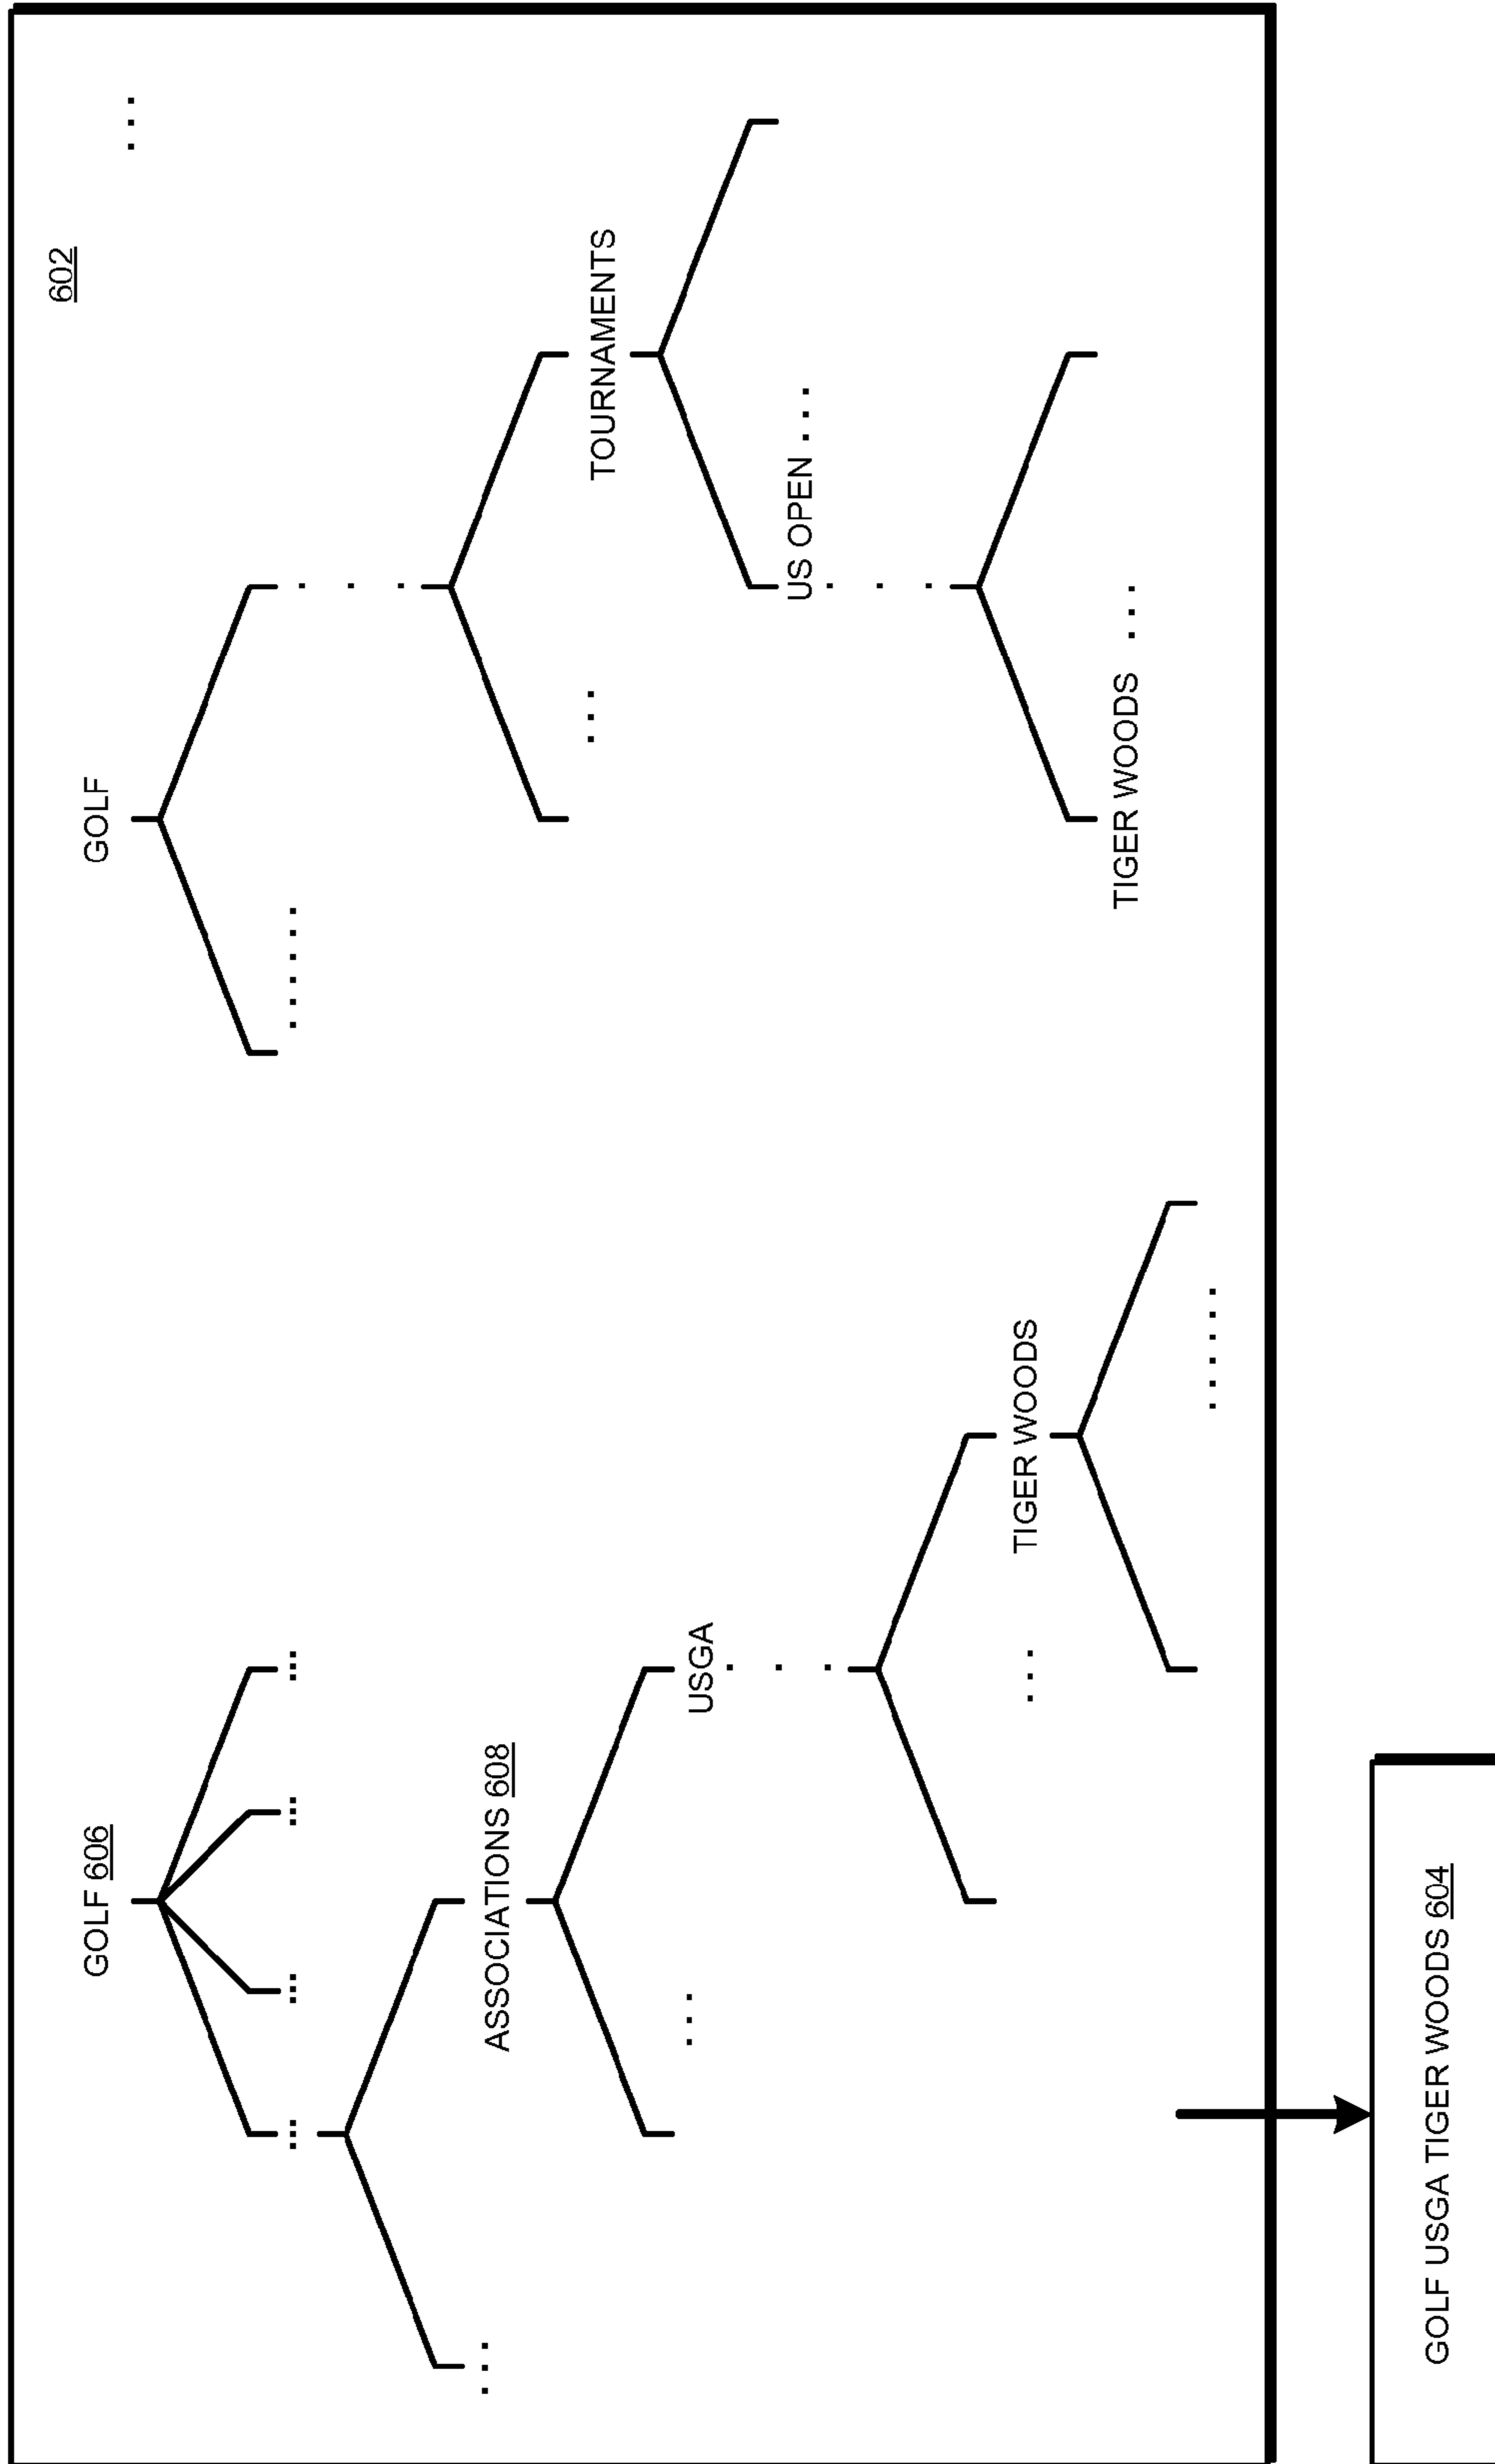 602
GOLF 606
ASSOCIATIONS 608
USGA
TIGER WOODS
GOLF
TOURNAMENTS
US OPEN
TIGER WOODS
GOLF USGA TIGER WOODS 604